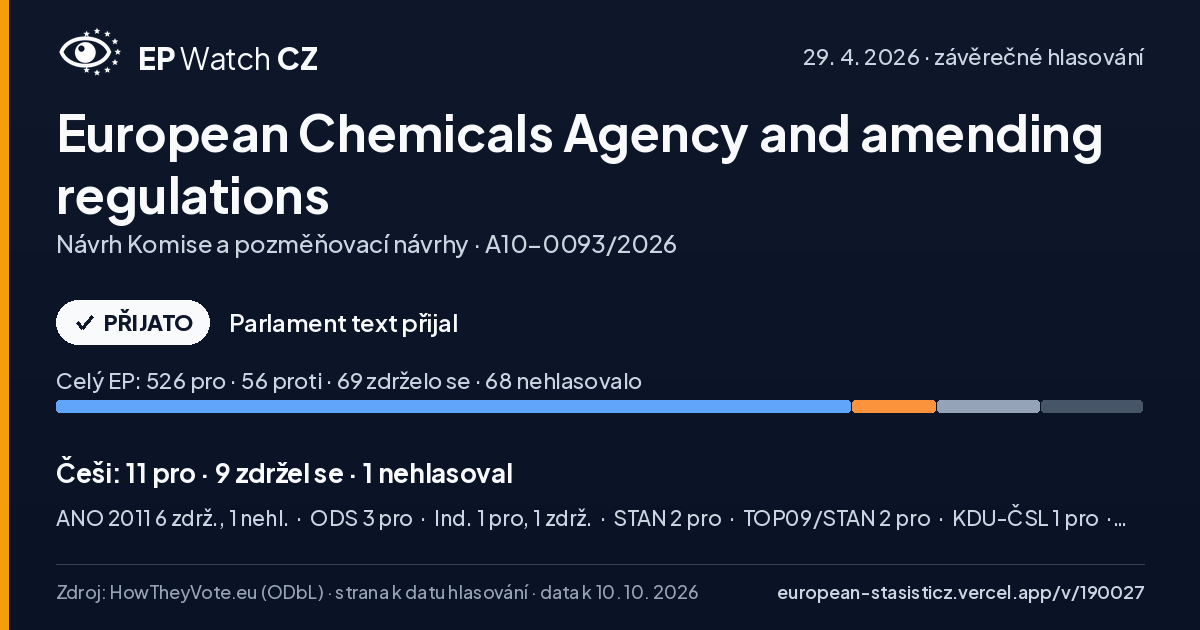 EP Watch CZ
29. 4. 2026 · závěrečné hlasování
European Chemicals Agency and amending
regulations
Návrh Komise a pozměňovací návrhy · A10–0093/2026
✓ PŘIJATO
Parlament text přijal
Celý EP: 526 pro · 56 proti · 69 zdrželo se · 68 nehlasovalo
Češi: 11 pro · 9 zdržel se · 1 nehlasoval
ANO 2011 6 zdrž., 1 nehl. · ODS 3 pro · Ind. 1 pro, 1 zdrž. · STAN 2 pro · TOP09/STAN 2 pro · KDU-ČSL 1 pro ·…
Zdroj: HowTheyVote.eu (ODbL) · strana k datu hlasování · data k 10. 10. 2026
european-stasisticz.vercel.app/v/190027